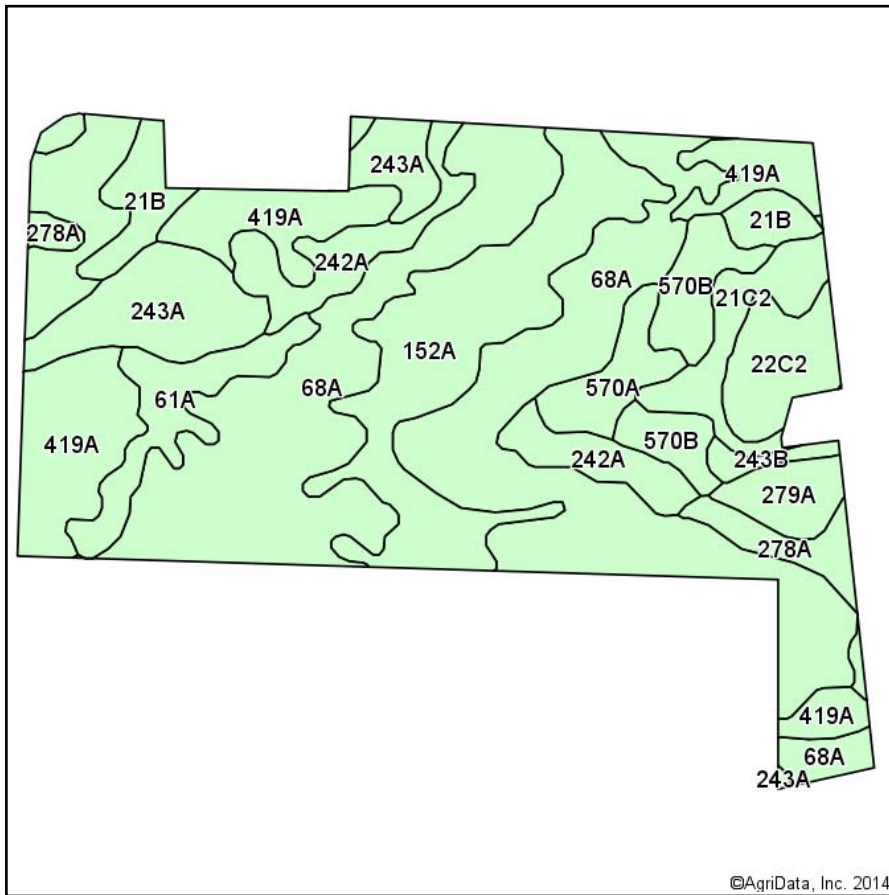 243A
419A
21B
278A
419A
21B
242A
68A
570B
21C2
243A
152A
22C2
61A
68A
570A
419A
570B
242A
243B
279A
278A
419A
68A
243A
©AgriData, Inc. 2014